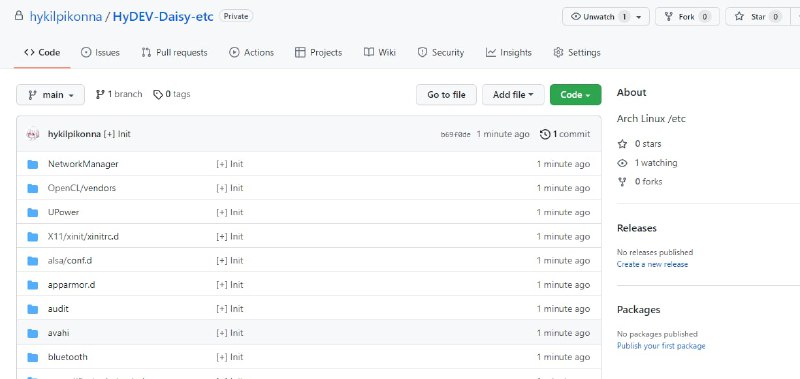 hykilpikonna / HyDEV-Daisy-etc Private
Unwatch 1 Fork 0 Star 0
Code Issues Pull requests Actions Projects Wiki Security Insights Settings
main 1 branch 0 tags Go to file Add file Code
hykilpikonna [+] Init b69f0de 1 minute ago 1 commit
NetworkManager [+] Init 1 minute ago
OpenCL/vendors [+] Init 1 minute ago
UPower [+] Init 1 minute ago
X11/xinit/xinitrc.d [+] Init 1 minute ago
alsa/conf.d [+] Init 1 minute ago
apparmor.d [+] Init 1 minute ago
audit [+] Init 1 minute ago
avahi [+] Init 1 minute ago
bluetooth [+] Init 1 minute ago
About
Arch Linux /etc
0 stars
1 watching
0 forks
Releases
No releases published
Create a new release
Packages
No packages published
Publish your first package